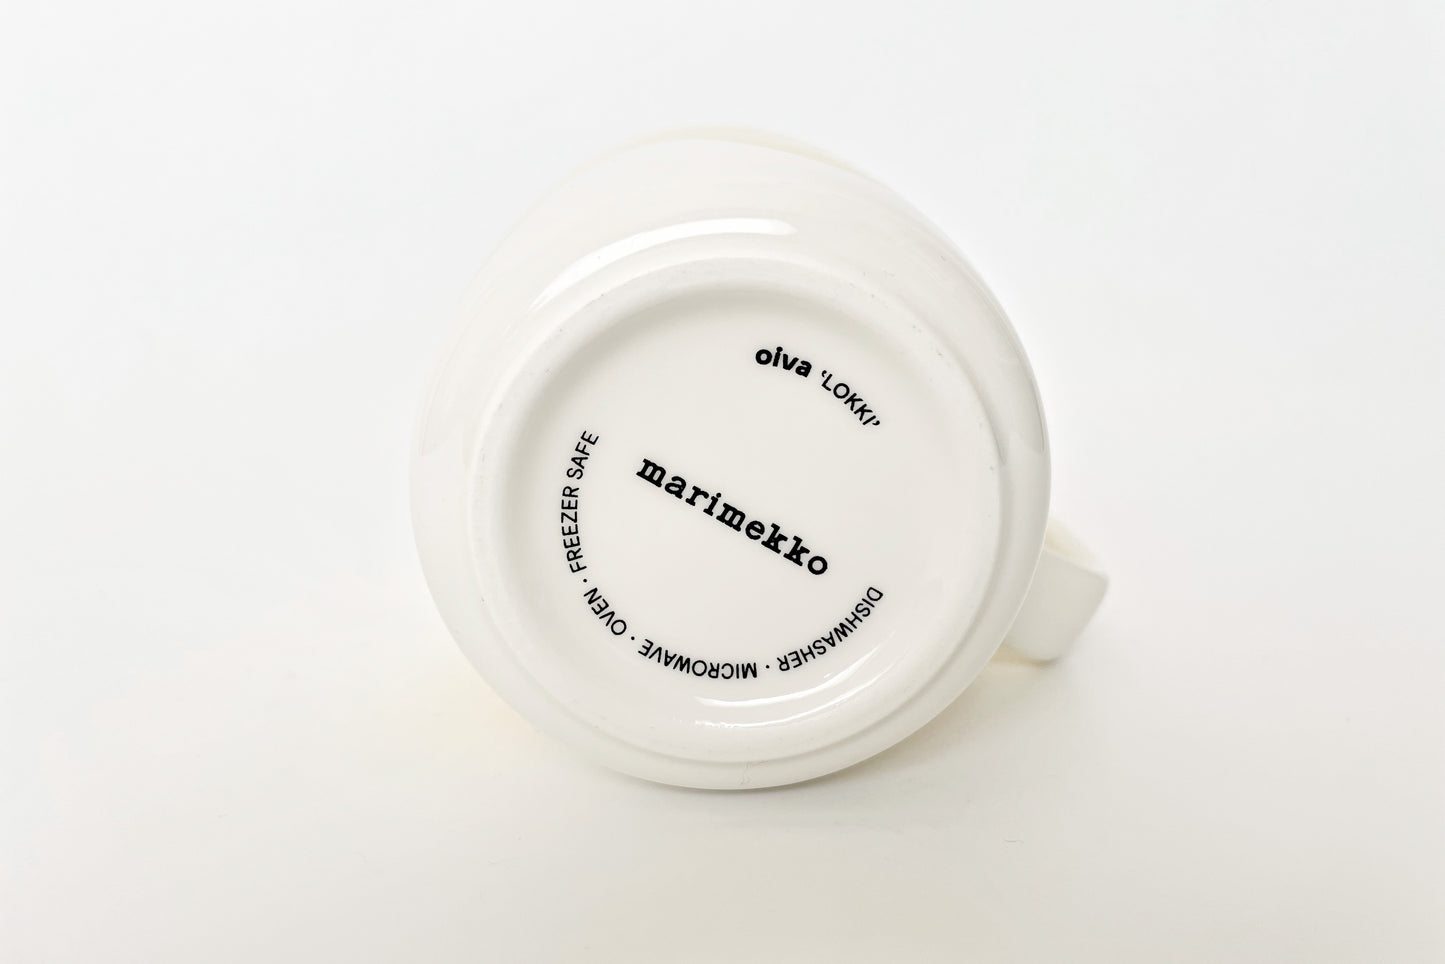 oiva ‘LOKKI’
marimekko
DISHWASHER · MICROWAVE · OVEN · FREEZER SAFE